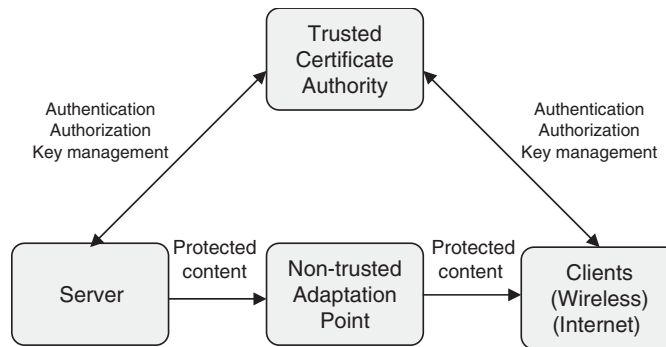 Trusted
Certificate
Authority
Authentication
Authorization
Key management
Authentication
Authorization
Key management
Server
Protected
content
Non-trusted
Adaptation
Point
Protected
content
Clients
(Wireless)
(Internet)